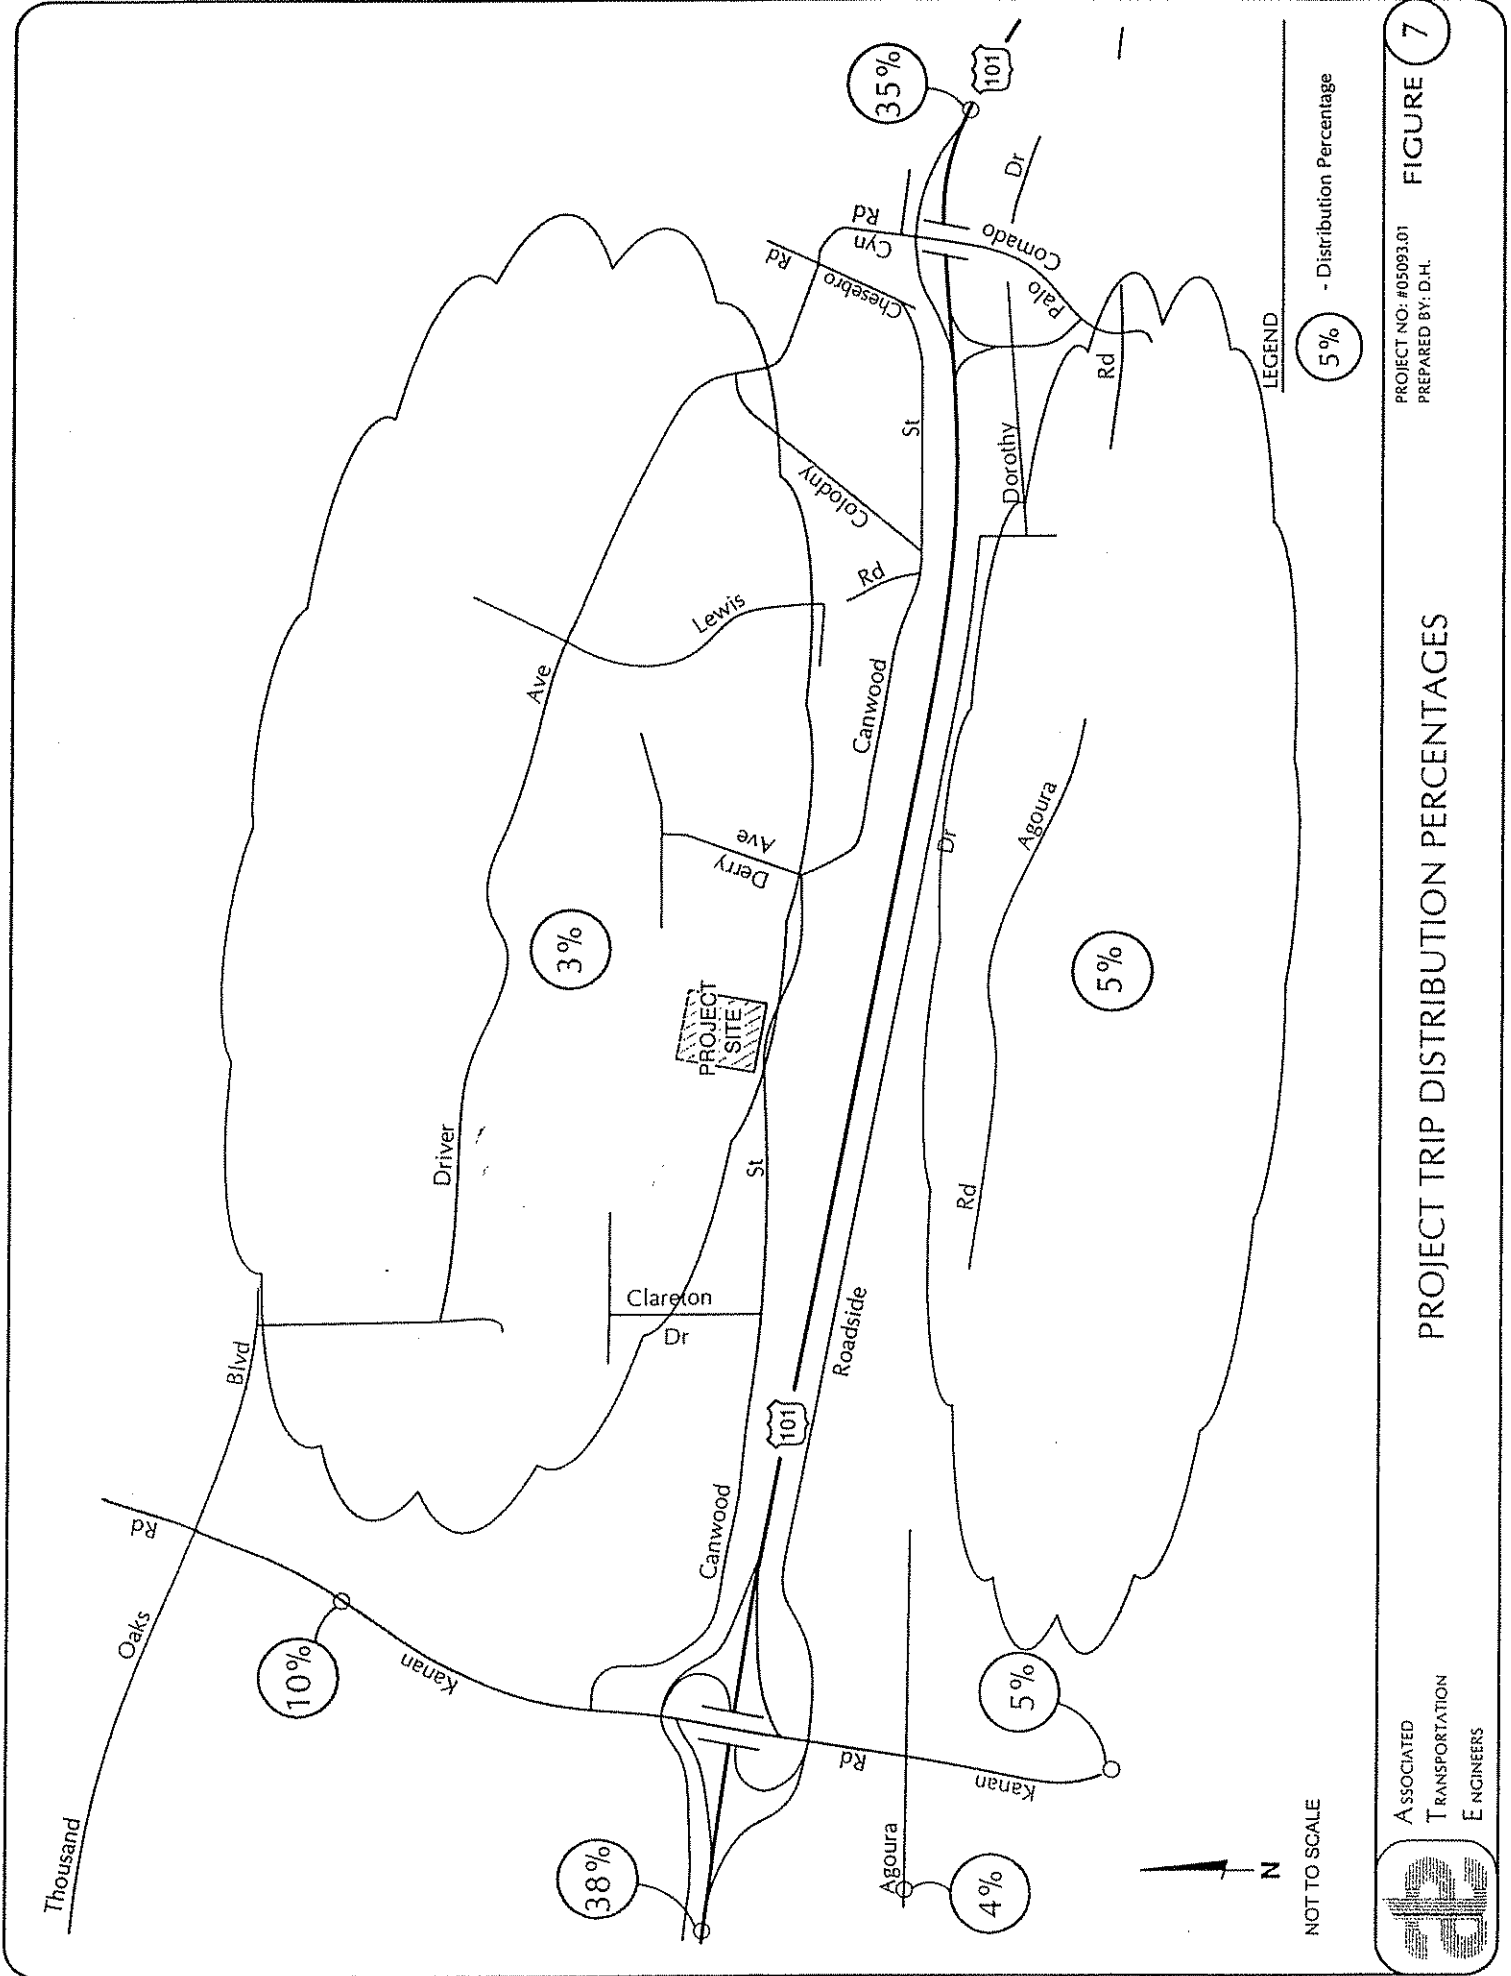 Thousand
Oaks
Blvd
Rd
Kanan
10%
Driver
Ave
3%
Lewis
Rd
Colodny
Chesebro
Rd
Cyn
Rd
35%
101
PROJECT
SITE
Derry
Ave
Clareton
Dr
Canwood
St
Canwood
St
101
38%
Roadside
Dr
Dorothy
Dr
Palo
Comado
Agoura
4%
Rd
Kanan
5%
Rd
Agoura
Rd
5%
N
NOT TO SCALE
LEGEND
5% - Distribution Percentage
ate
ASSOCIATED
TRANSPORTATION
ENGINEERS
PROJECT TRIP DISTRIBUTION PERCENTAGES
PROJECT NO: #05093.01
PREPARED BY: D.H.
FIGURE 7